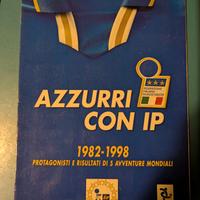 AZZURRI
CON IP
1982-1998
PROTAGONISTI E RISULTATI DI 5 AVVENTURE MONDIALI